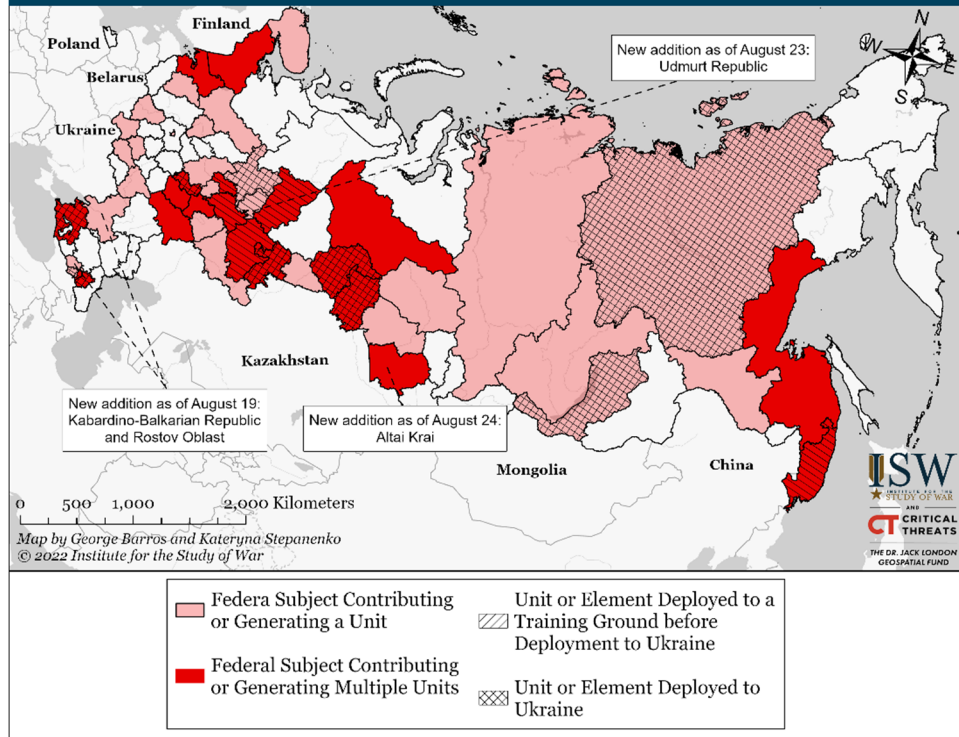 Finland
Poland
Belarus
Ukraine
New addition as of August 23:
Udmurt Republic
N
W
E
S
Kazakhstan
New addition as of August 19:
Kabardino-Balkarian Republic
and Rostov Oblast
New addition as of August 24:
Altai Krai
Mongolia
China
0 500 1,000 2,000 Kilometers
Map by George Barros and Kateryna Stepanenko
© 2022 Institute for the Study of War
ISW
INSTITUTE FOR THE
STUDY OF WAR
AND
CT CRITICAL
THREATS
THE DR. JACK LONDON
GEOSPATIAL FUND
Federa Subject Contributing
or Generating a Unit
Federal Subject Contributing
or Generating Multiple Units
Unit or Element Deployed to a
Training Ground before
Deployment to Ukraine
Unit or Element Deployed to
Ukraine